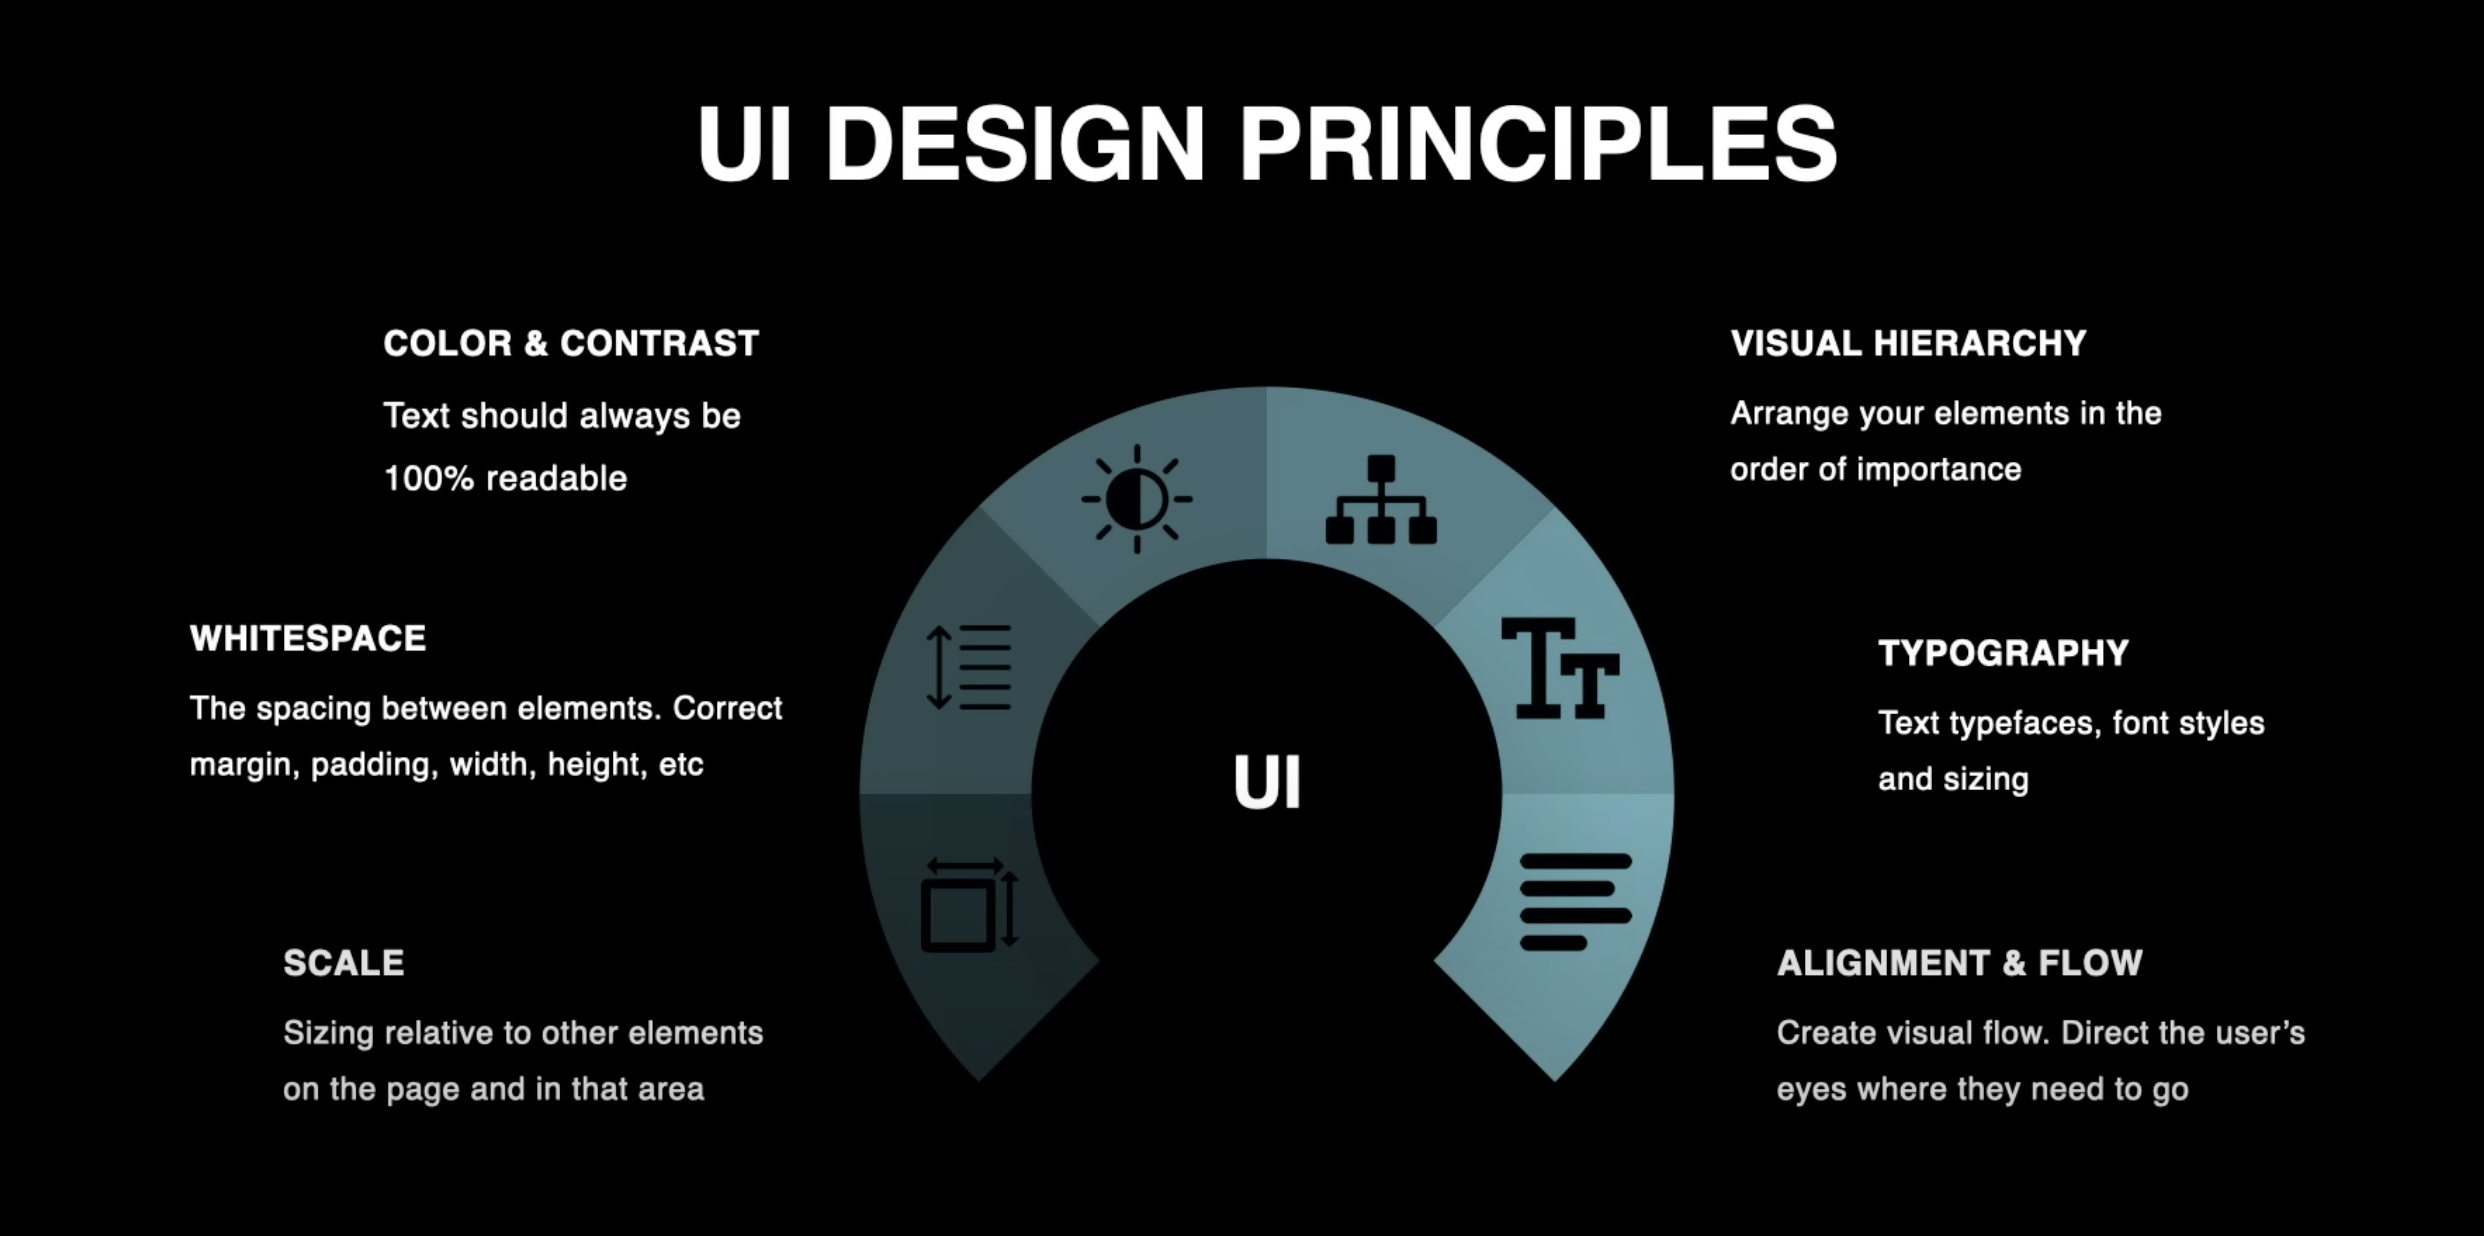 UI DESIGN PRINCIPLES
COLOR & CONTRAST
Text should always be
100% readable
WHITESPACE
The spacing between elements. Correct
margin, padding, width, height, etc
SCALE
Sizing relative to other elements
on the page and in that area
UI
VISUAL HIERARCHY
Arrange your elements in the
order of importance
TYPOGRAPHY
Text typefaces, font styles
and sizing
ALIGNMENT & FLOW
Create visual flow. Direct the user’s
eyes where they need to go